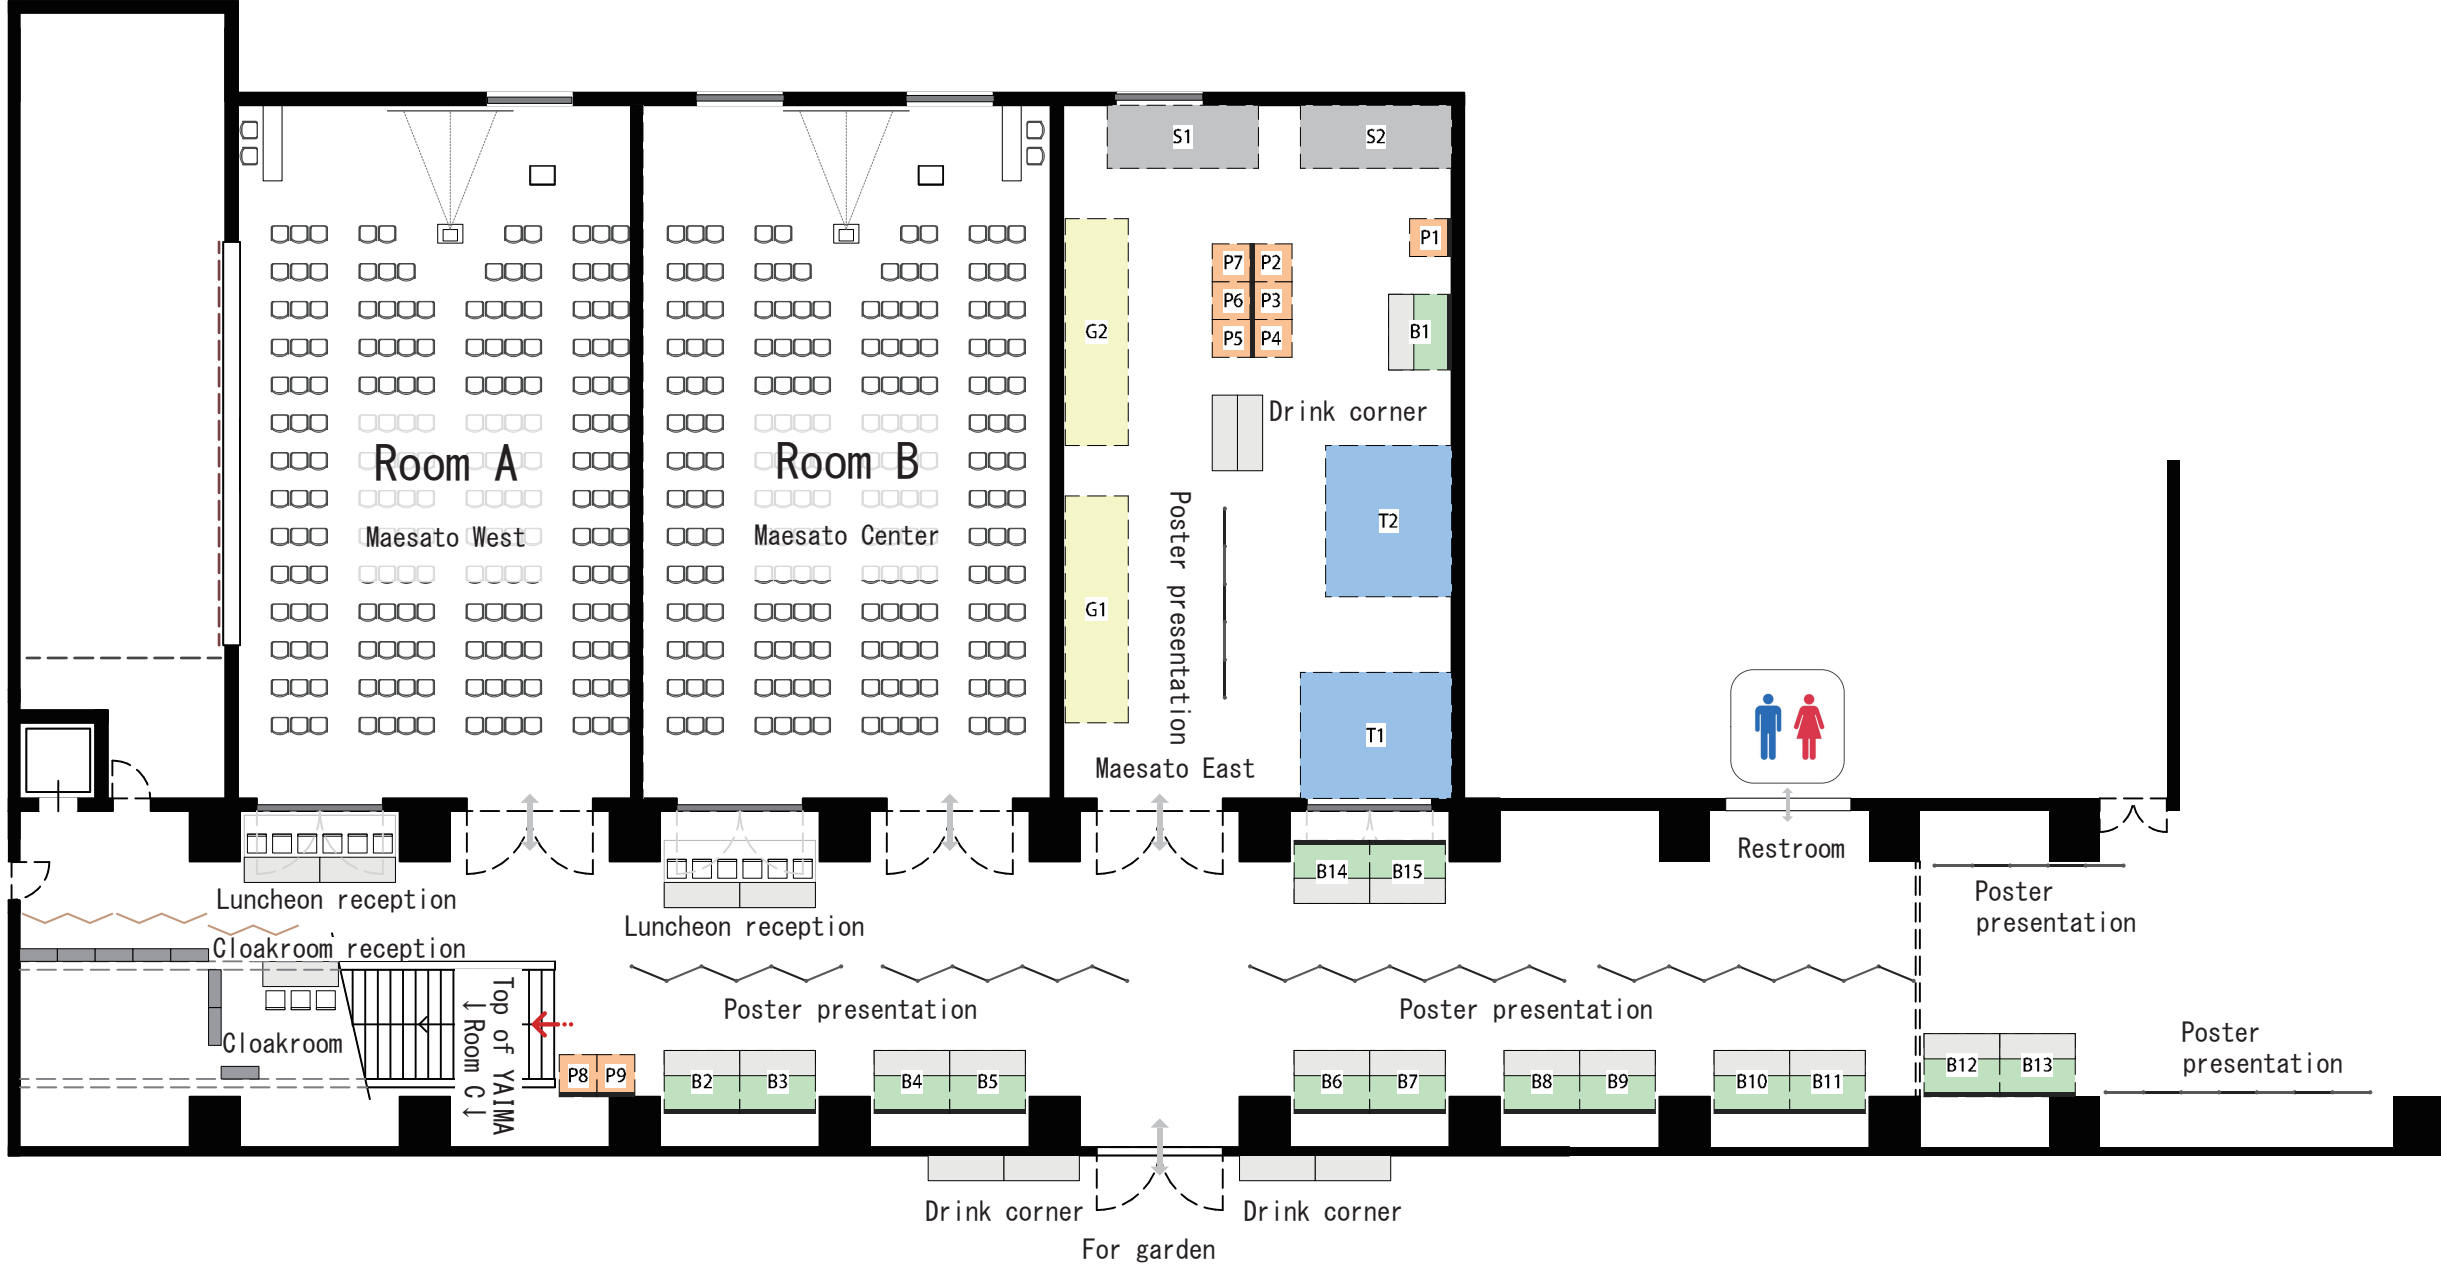 S1
S2
P1
P7
P2
P6
P3
P5
P4
G2
B1
Drink corner
Room A
Room B
Maesato West
Maesato Center
Poster presentation
T2
G1
T1
Maesato East
Restroom
B14
B15
Luncheon reception
Luncheon reception
Cloakroom reception
Poster
presentation
Poster presentation
Poster presentation
Top of YAIMA
↓Room C↓
Cloakroom
P8
P9
B2
B3
B4
B5
B6
B7
B8
B9
B10
B11
B12
B13
Poster
presentation
Drink corner
Drink corner
For garden